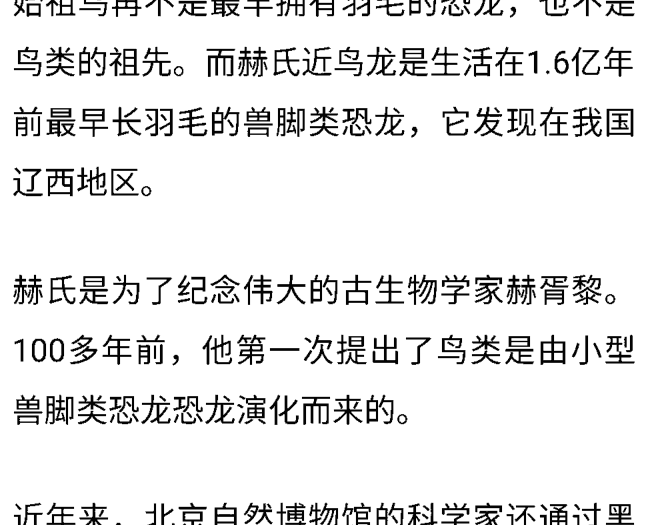 始祖鸟再不是最早拥有羽毛的恐龙，也不是
鸟类的祖先。而赫氏近鸟龙是生活在1.6亿年
前最早长羽毛的兽脚类恐龙，它发现在我国
辽西地区。
赫氏是为了纪念伟大的古生物学家赫胥黎。
100多年前，他第一次提出了鸟类是由小型
兽脚类恐龙恐龙演化而来的。
近年来，北京自然博物馆的科学家还通过黑